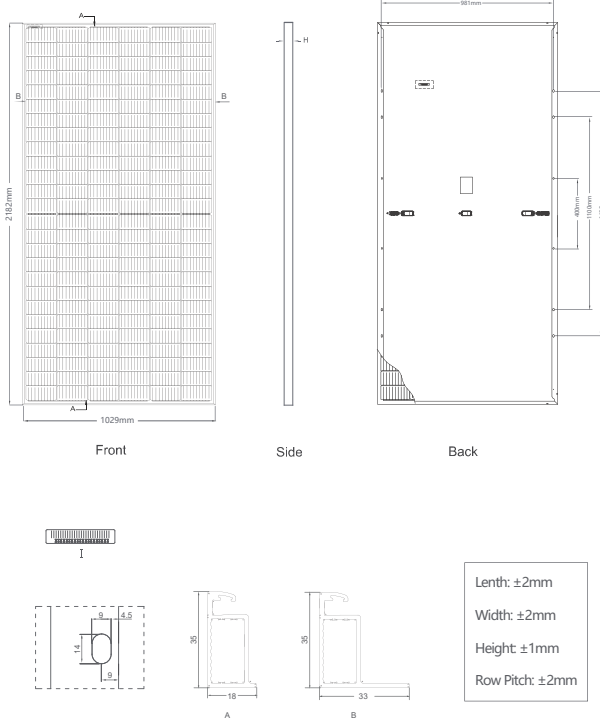 981mm
A
H
B
B
2182mm
400mm
1100mm
A
1029mm
Front
Side
Back
I
9
4.5
14
9
35
18
A
35
33
B
Lenth: ±2mm
Width: ±2mm
Height: ±1mm
Row Pitch: ±2mm